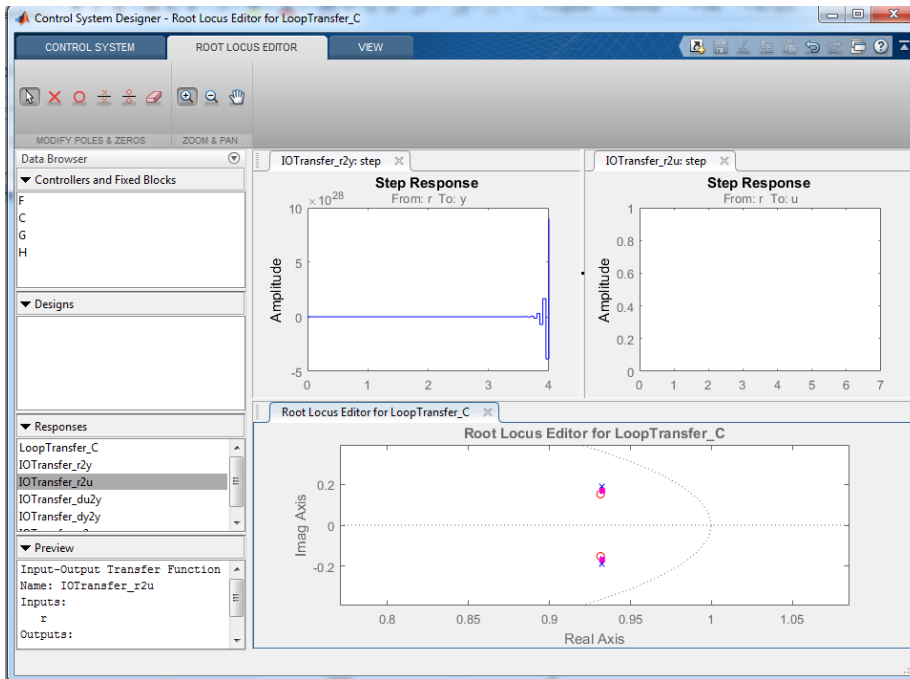 Control System Designer - Root Locus Editor for LoopTransfer_C
CONTROL SYSTEM
ROOT LOCUS EDITOR
VIEW
MODIFY POLES & ZEROS
ZOOM & PAN
Data Browser
Controllers and Fixed Blocks
F
C
G
H
Designs
Responses
LoopTransfer_C
IOTransfer_r2y
IOTransfer_r2u
IOTransfer_du2y
IOTransfer_dy2y
Preview
Input-Output Transfer Function
Name: IOTransfer_r2u
Inputs:
r
Outputs:
IOTransfer_r2y: step
Step Response
From: r To: y
× 10^28
10
5
0
-5
Amplitude
0 1 2 3 4
IOTransfer_r2u: step
Step Response
From: r To: u
1
0.8
0.6
0.4
0.2
0
Amplitude
0 1 2 3 4 5 6 7
Root Locus Editor for LoopTransfer_C
Root Locus Editor for LoopTransfer_C
0.2
0
-0.2
Imag Axis
0.8 0.85 0.9 0.95 1 1.05
Real Axis